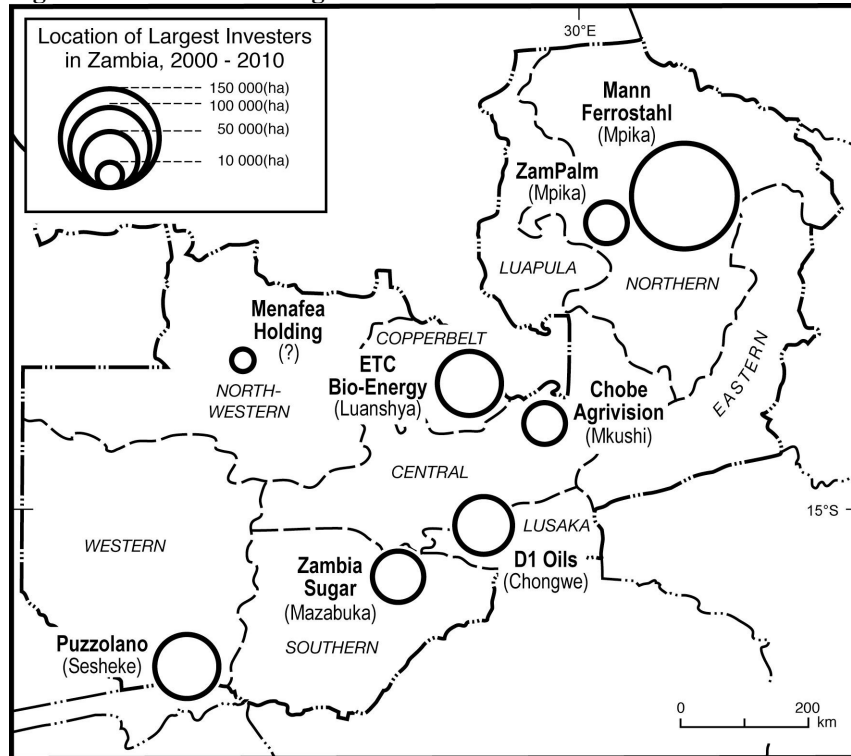 Location of Largest Investers
in Zambia, 2000 - 2010
150 000(ha)
100 000(ha)
50 000(ha)
10 000(ha)
30°E
Mann
Ferrostahl
(Mpika)
ZamPalm
(Mpika)
LUAPULA
NORTHERN
Menafea
Holding
(?)
COPPERBELT
ETC
Bio-Energy
(Luanshya)
NORTH-
WESTERN
Chobe
Agrivision
(Mkushi)
EASTERN
CENTRAL
15°S
LUSAKA
WESTERN
D1 Oils
(Chongwe)
Zambia
Sugar
(Mazabuka)
SOUTHERN
Puzzolano
(Sesheke)
0 200
km